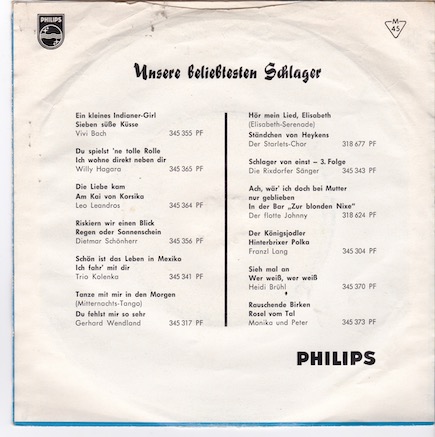 PHILIPS
M
45
Unsere beliebtesten Schlager
Ein kleines Indianer-Girl
Sieben süße Küsse
Vivi Bach 345 355 PF
Du spielst 'ne tolle Rolle
Ich wohne direkt neben dir
Willy Hagara 345 365 PF
Die Liebe kam
Am Kai von Korsika
Leo Leandros 345 364 PF
Riskiern wir einen Blick
Regen oder Sonnenschein
Dietmar Schönherr 345 356 PF
Schön ist das Leben in Mexiko
Ich fahr' mit dir
Trio Kolenka 345 341 PF
Tanze mit mir in den Morgen
(Mitternachts-Tango)
Du fehlst mir so sehr
Gerhard Wendland 345 317 PF
Hör mein Lied, Elisabeth
(Elisabeth-Serenade)
Ständchen von Heykens
Der Starlets-Chor 318 677 PF
Schlager von einst – 3. Folge
Die Rixdorfer Sänger 345 343 PF
Ach, wär' ich doch bei Mutter
nur geblieben
In der Bar „Zur blonden Nixe"
Der flotte Johnny 318 624 PF
Der Königsjodler
Hinterbrixer Polka
Franzl Lang 345 304 PF
Sieh mal an
Wer weiß, wer weiß
Heidi Brühl 345 370 PF
Rauschende Birken
Rosel vom Tal
Monika und Peter 345 373 PF
PHILIPS